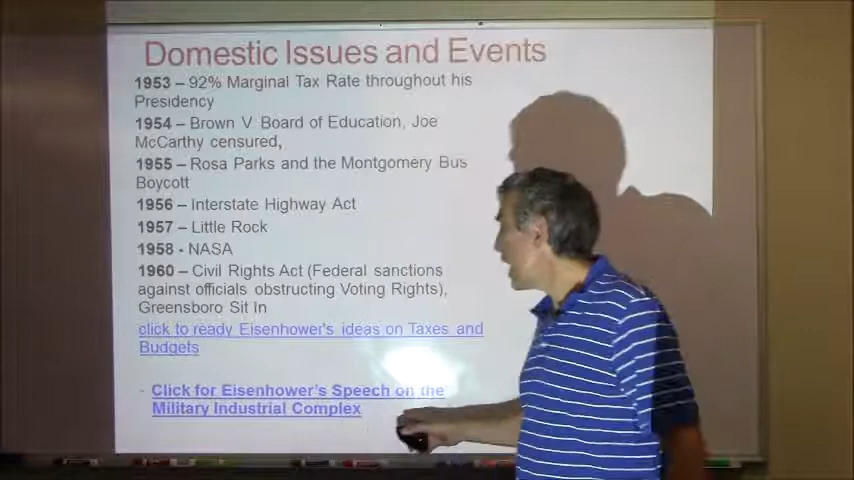 Domestic Issues and Events
1953 – 92% Marginal Tax Rate throughout his
Presidency
1954 – Brown V Board of Education, Joe
McCarthy censured,
1955 – Rosa Parks and the Montgomery Bus
Boycott
1956 – Interstate Highway Act
1957 – Little Rock
1958 - NASA
1960 – Civil Rights Act (Federal sanctions
against officials obstructing Voting Rights),
Greensboro Sit In
click to ready Eisenhower's ideas on Taxes and
Budgets
- Click for Eisenhower's Speech on the
Military Industrial Complex